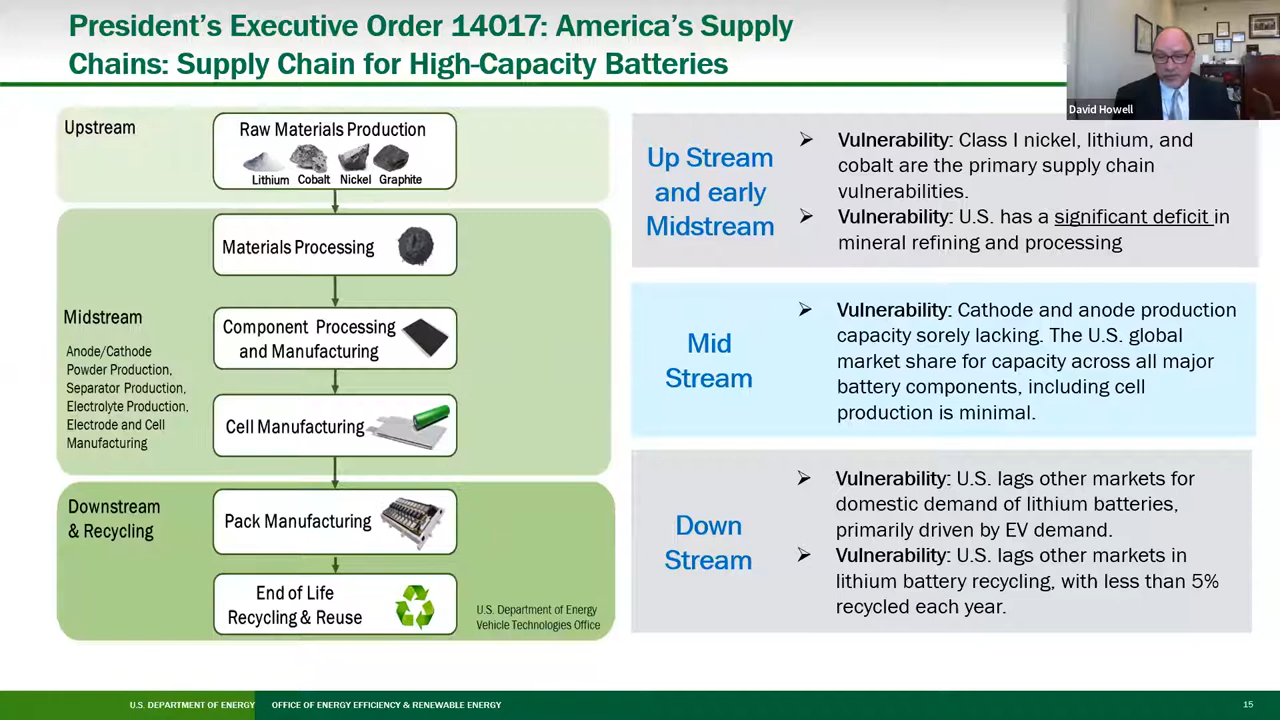 President's Executive Order 14017: America's Supply
Chains: Supply Chain for High-Capacity Batteries
David Howell
Upstream
Raw Materials Production
Lithium Cobalt Nickel Graphite
Midstream
Anode/Cathode
Powder Production,
Separator Production,
Electrolyte Production,
Electrode and Cell
Manufacturing
Materials Processing
Component Processing
and Manufacturing
Cell Manufacturing
Downstream
& Recycling
Pack Manufacturing
End of Life
Recycling & Reuse
U.S. Department of Energy
Vehicle Technologies Office
Up Stream
and early
Midstream
➢ Vulnerability: Class I nickel, lithium, and
cobalt are the primary supply chain
vulnerabilities.
➢ Vulnerability: U.S. has a significant deficit in
mineral refining and processing
Mid
Stream
➢ Vulnerability: Cathode and anode production
capacity sorely lacking. The U.S. global
market share for capacity across all major
battery components, including cell
production is minimal.
Down
Stream
➢ Vulnerability: U.S. lags other markets for
domestic demand of lithium batteries,
primarily driven by EV demand.
➢ Vulnerability: U.S. lags other markets in
lithium battery recycling, with less than 5%
recycled each year.
U.S. DEPARTMENT OF ENERGY OFFICE OF ENERGY EFFICIENCY & RENEWABLE ENERGY 15